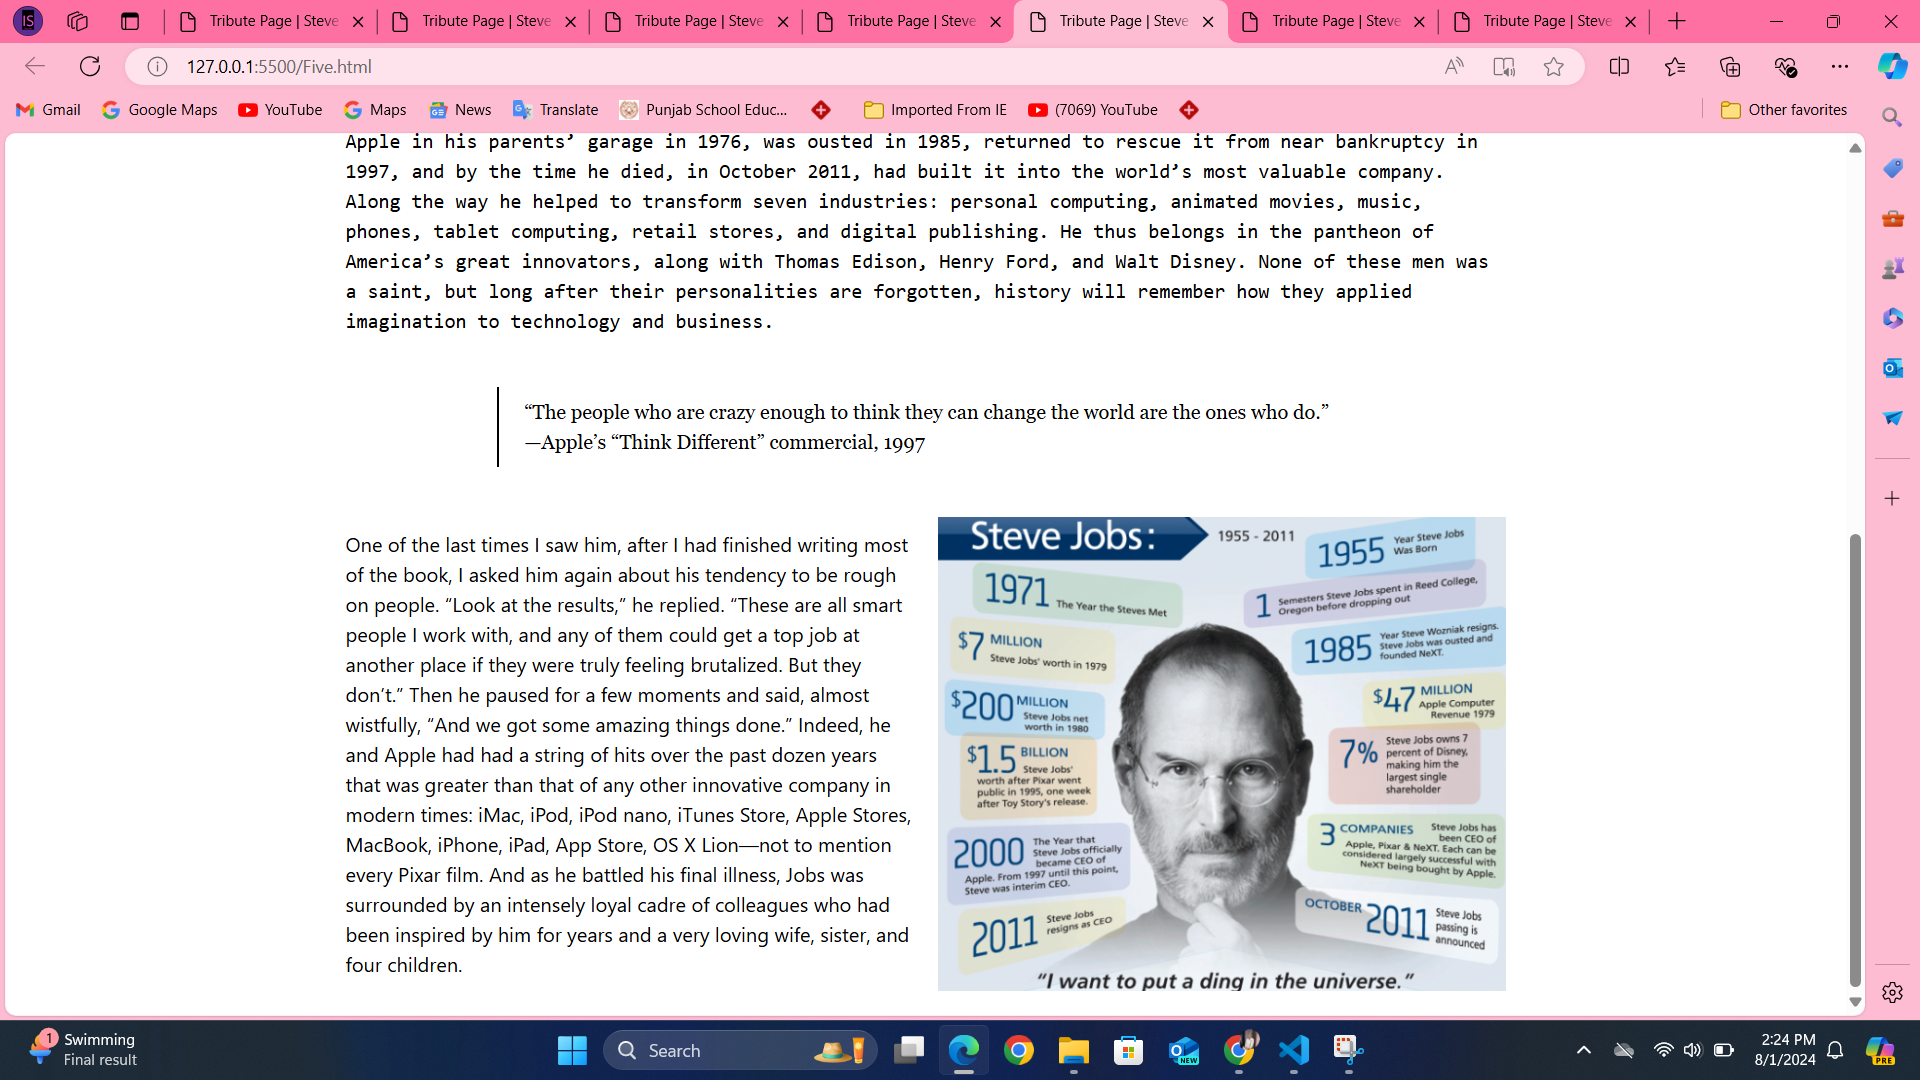 Tribute Page | Steve
Tribute Page | Steve
Tribute Page | Steve
Tribute Page | Steve
Tribute Page | Steve
Tribute Page | Steve
Tribute Page | Steve
127.0.0.1:5500/Five.html
Gmail
Google Maps
YouTube
Maps
News
Translate
Punjab School Educ...
Imported From IE
(7069) YouTube
Other favorites
Apple in his parents’ garage in 1976, was ousted in 1985, returned to rescue it from near bankruptcy in
1997, and by the time he died, in October 2011, had built it into the world’s most valuable company.
Along the way he helped to transform seven industries: personal computing, animated movies, music,
phones, tablet computing, retail stores, and digital publishing. He thus belongs in the pantheon of
America’s great innovators, along with Thomas Edison, Henry Ford, and Walt Disney. None of these men was
a saint, but long after their personalities are forgotten, history will remember how they applied
imagination to technology and business.
“The people who are crazy enough to think they can change the world are the ones who do.”
—Apple’s “Think Different” commercial, 1997
One of the last times I saw him, after I had finished writing most
of the book, I asked him again about his tendency to be rough
on people. “Look at the results,” he replied. “These are all smart
people I work with, and any of them could get a top job at
another place if they were truly feeling brutalized. But they
don’t.” Then he paused for a few moments and said, almost
wistfully, “And we got some amazing things done.” Indeed, he
and Apple had had a string of hits over the past dozen years
that was greater than that of any other innovative company in
modern times: iMac, iPod, iPod nano, iTunes Store, Apple Stores,
MacBook, iPhone, iPad, App Store, OS X Lion—not to mention
every Pixar film. And as he battled his final illness, Jobs was
surrounded by an intensely loyal cadre of colleagues who had
been inspired by him for years and a very loving wife, sister, and
four children.
Steve Jobs:
1955 - 2011
1971 The Year the Steves Met
$7 MILLION
Steve Jobs' worth in 1979
$200 MILLION
Steve Jobs net
worth in 1980
$1.5 BILLION
Steve Jobs'
worth after Pixar went
public in 1995, one week
after Toy Story's release.
2000 The Year that
Steve Jobs officially
became CEO of
Apple. From 1997 until this point,
Steve was interim CEO.
2011 Steve Jobs
resigns as CEO
1955 Year Steve Jobs
Was Born
1 Semesters Steve Jobs spent in Reed College,
Oregon before dropping out
1985 Year Steve Wozniak resigns.
Steve Jobs was ousted and
founded NeXT.
$47 MILLION
Apple Computer
Revenue 1979
7% Steve Jobs owns 7
percent of Disney,
making him the
largest single
shareholder
3 COMPANIES Steve Jobs has
been CEO of
Apple, Pixar & NeXT. Each can be
considered largely successful with
NeXT being bought by Apple.
OCTOBER 2011 Steve Jobs
passing is
announced
“I want to put a ding in the universe.”
1
Swimming
Final result
Search
NEW
2:24 PM
8/1/2024
PRE